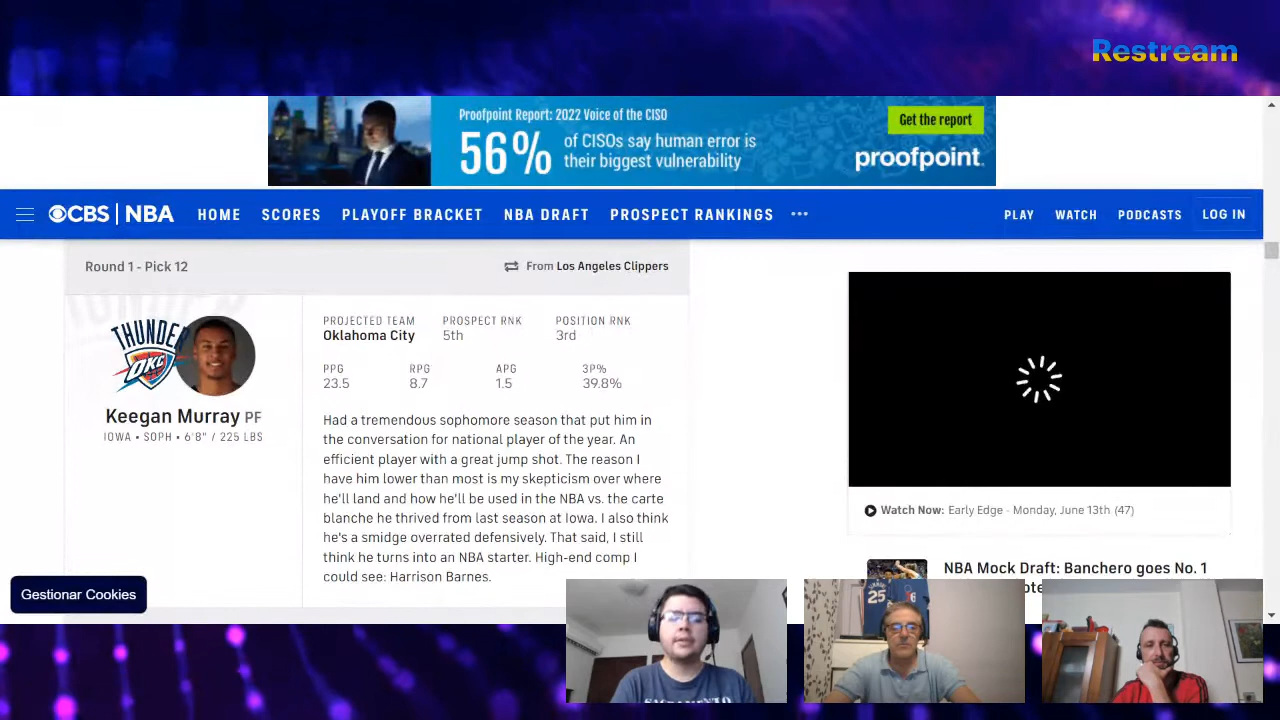 Restream
Proofpoint Report: 2022 Voice of the CISO
56% of CISOs say human error is
their biggest vulnerability
Get the report
proofpoint.
CBS | NBA HOME SCORES PLAYOFF BRACKET NBA DRAFT PROSPECT RANKINGS ••• PLAY WATCH PODCASTS LOG IN
Round 1 - Pick 12
From Los Angeles Clippers
THUNDER
OKC
Keegan Murray PF
IOWA • SOPH • 6'8" / 225 LBS
PROJECTED TEAM PROSPECT RNK POSITION RNK
Oklahoma City 5th 3rd
PPG RPG APG 3P%
23.5 8.7 1.5 39.8%
Had a tremendous sophomore season that put him in
the conversation for national player of the year. An
efficient player with a great jump shot. The reason I
have him lower than most is my skepticism over where
he'll land and how he'll be used in the NBA vs. the carte
blanche he thrived from last season at Iowa. I also think
he's a smidge overrated defensively. That said, I still
think he turns into an NBA starter. High-end comp I
could see: Harrison Barnes.
Watch Now: Early Edge - Monday, June 13th (47)
NBA Mock Draft: Banchero goes No. 1
25
Gestionar Cookies
SACRAMENTO